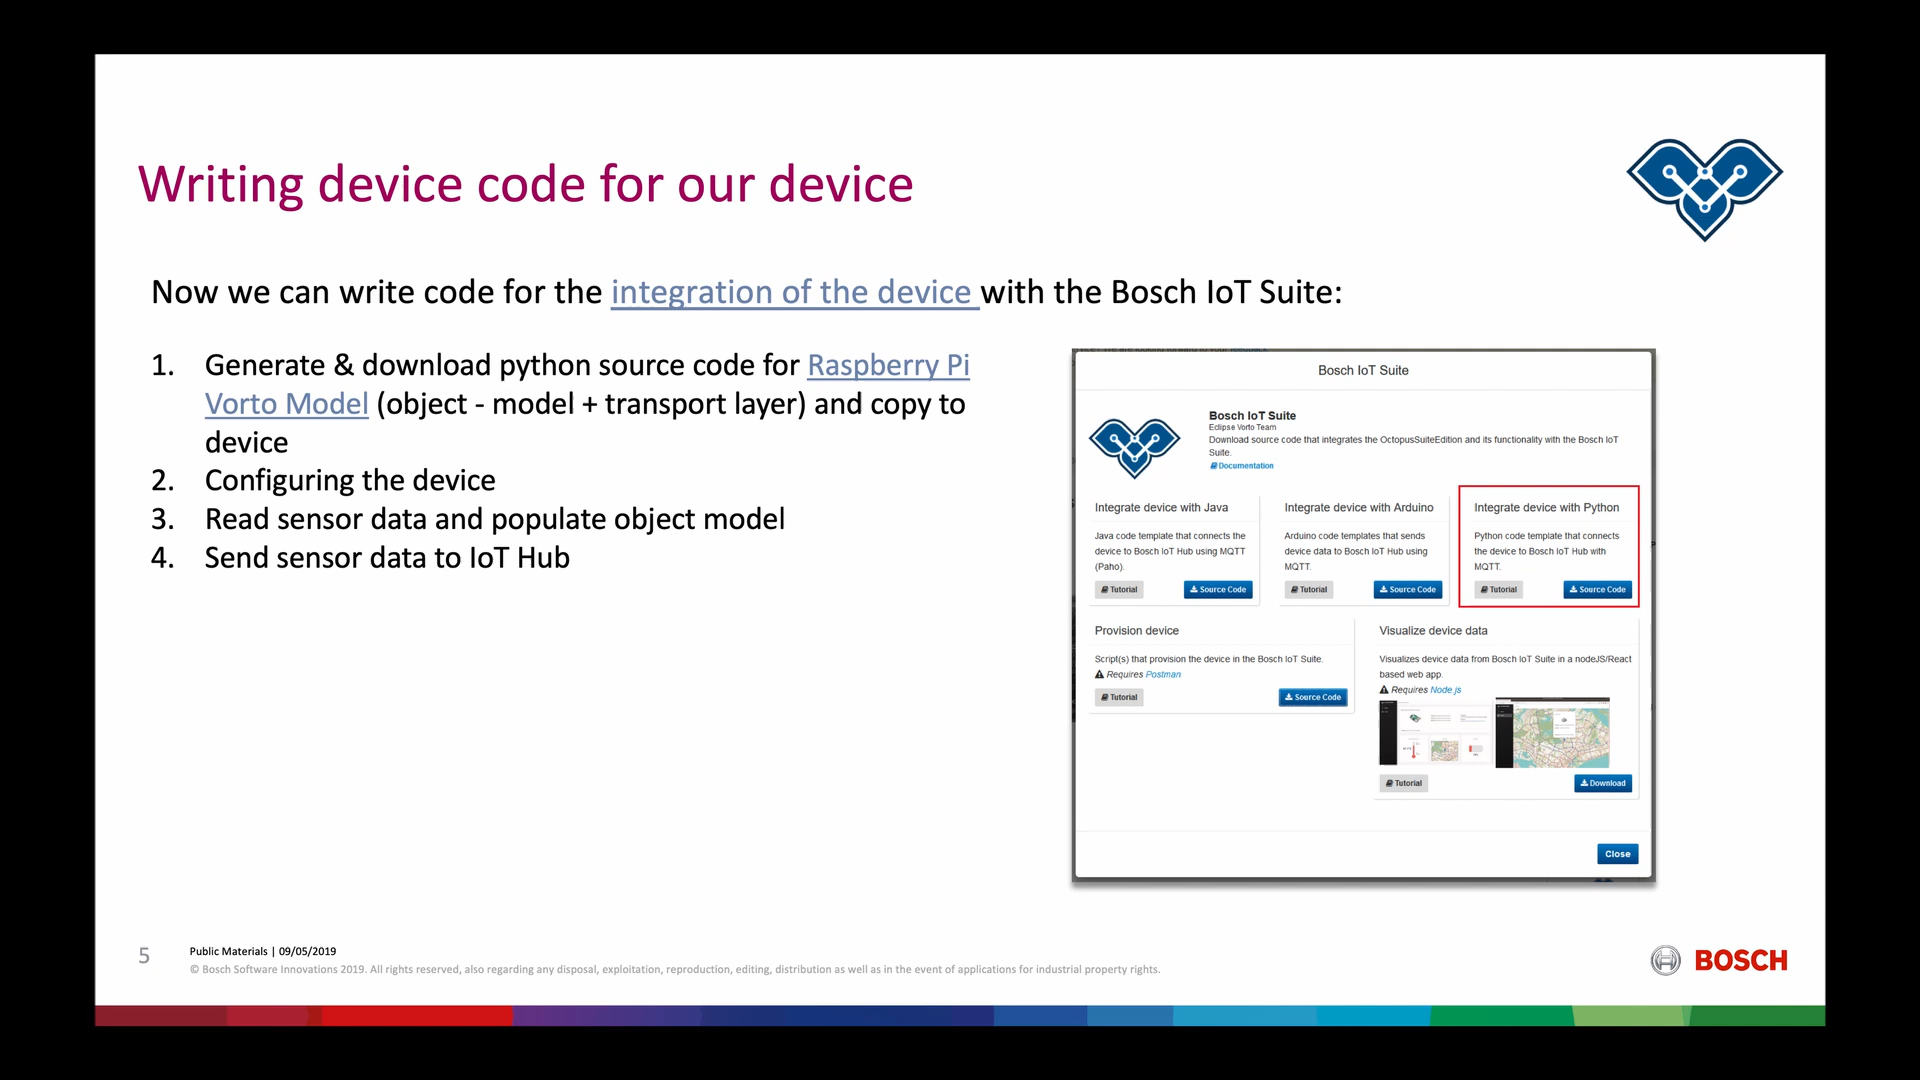 Writing device code for our device
Now we can write code for the integration of the device with the Bosch IoT Suite:
1. Generate & download python source code for Raspberry Pi
Vorto Model (object - model + transport layer) and copy to
device
2. Configuring the device
3. Read sensor data and populate object model
4. Send sensor data to IoT Hub
Bosch IoT Suite
Bosch IoT Suite
Eclipse Vorto Team
Download source code that integrates the OctopusSuiteEdition and its functionality with the Bosch IoT
Suite.
Documentation
Integrate device with Java
Java code template that connects the
device to Bosch IoT Hub using MQTT
(Paho).
Tutorial
Source Code
Integrate device with Arduino
Arduino code templates that sends
device data to Bosch IoT Hub using
MQTT.
Tutorial
Source Code
Integrate device with Python
Python code template that connects
the device to Bosch IoT Hub with
MQTT.
Tutorial
Source Code
Provision device
Script(s) that provision the device in the Bosch IoT Suite.
Requires Postman
Tutorial
Source Code
Visualize device data
Visualizes device data from Bosch IoT Suite in a nodeJS/React
based web app.
Requires Node js
Tutorial
Download
Close
5
Public Materials | 09/05/2019
© Bosch Software Innovations 2019. All rights reserved, also regarding any disposal, exploitation, reproduction, editing, distribution as well as in the event of applications for industrial property rights.
BOSCH